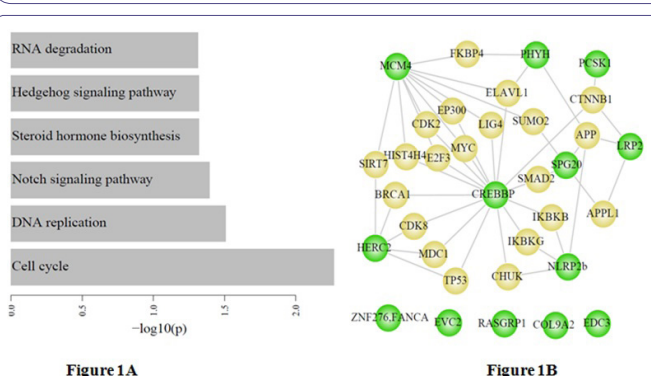 RNA degradation
Hedgehog signaling pathway
Steroid hormone biosynthesis
Notch signaling pathway
DNA replication
Cell cycle
0.0 0.5 1.0 1.5 2.0
−log10(p)
Figure 1A
FKBP4 PHYH
MCM4 PCSK1
ELAVL1 CTNNB1
EP300
CDK2 LIG4 SUMO2
APP
MYC LRP2
SIRT7 HIST4H4 E2F3 SPG20
SMAD2
BRCA1 CREBBP
IKBKB APPL1
CDK8
HERC2 MDC1 IKBKG
TP53 CHUK NLRP2b
ZNF276,FANCA EVC2 RASGRP1 COL9A2 EDC3
Figure 1B